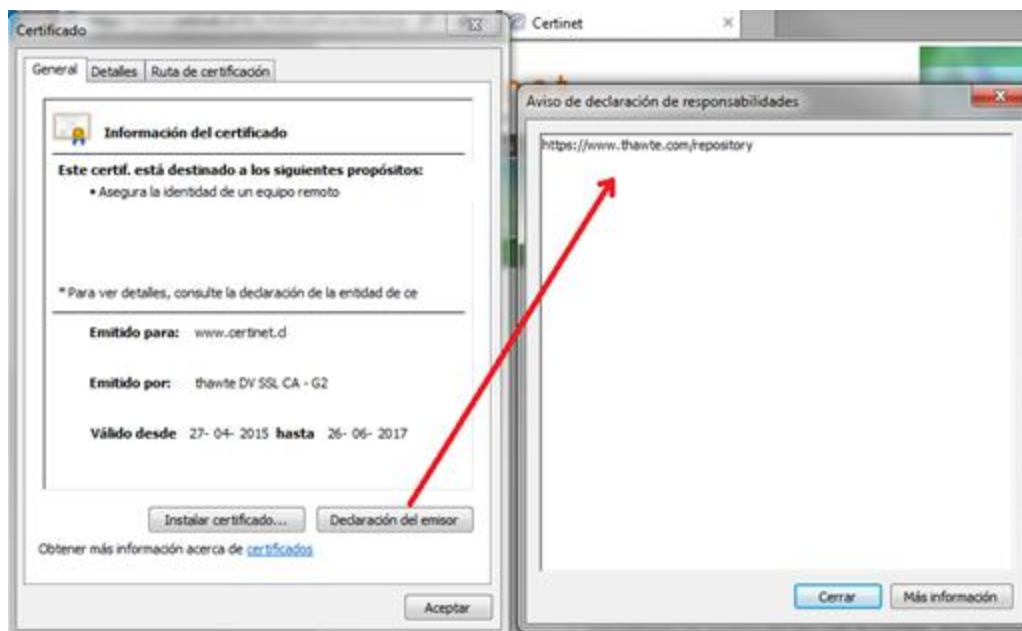 Certificado
General Detalles Ruta de certificación
Información del certificado
Este certif. está destinado a los siguientes propósitos:
• Asegura la identidad de un equipo remoto
* Para ver detalles, consulte la declaración de la entidad de ce
Emitido para: www.certinet.cl
Emitido por: thawte DV SSL CA - G2
Válido desde 27- 04- 2015 hasta 26- 06- 2017
Instalar certificado... Declaración del emisor
Obtener más información acerca de certificados
Aceptar
Certinet
Aviso de declaración de responsabilidades
https://www.thawte.com/repository
Cerrar Más información